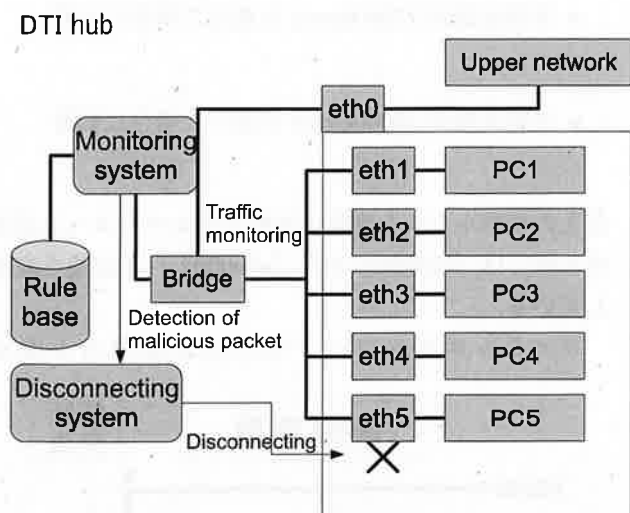 DTI hub
Upper network
eth0
Monitoring
system
eth1
PC1
Traffic
monitoring
eth2
PC2
Bridge
eth3
PC3
Rule
base
Detection of
malicious packet
eth4
PC4
Disconnecting
system
eth5
PC5
Disconnecting